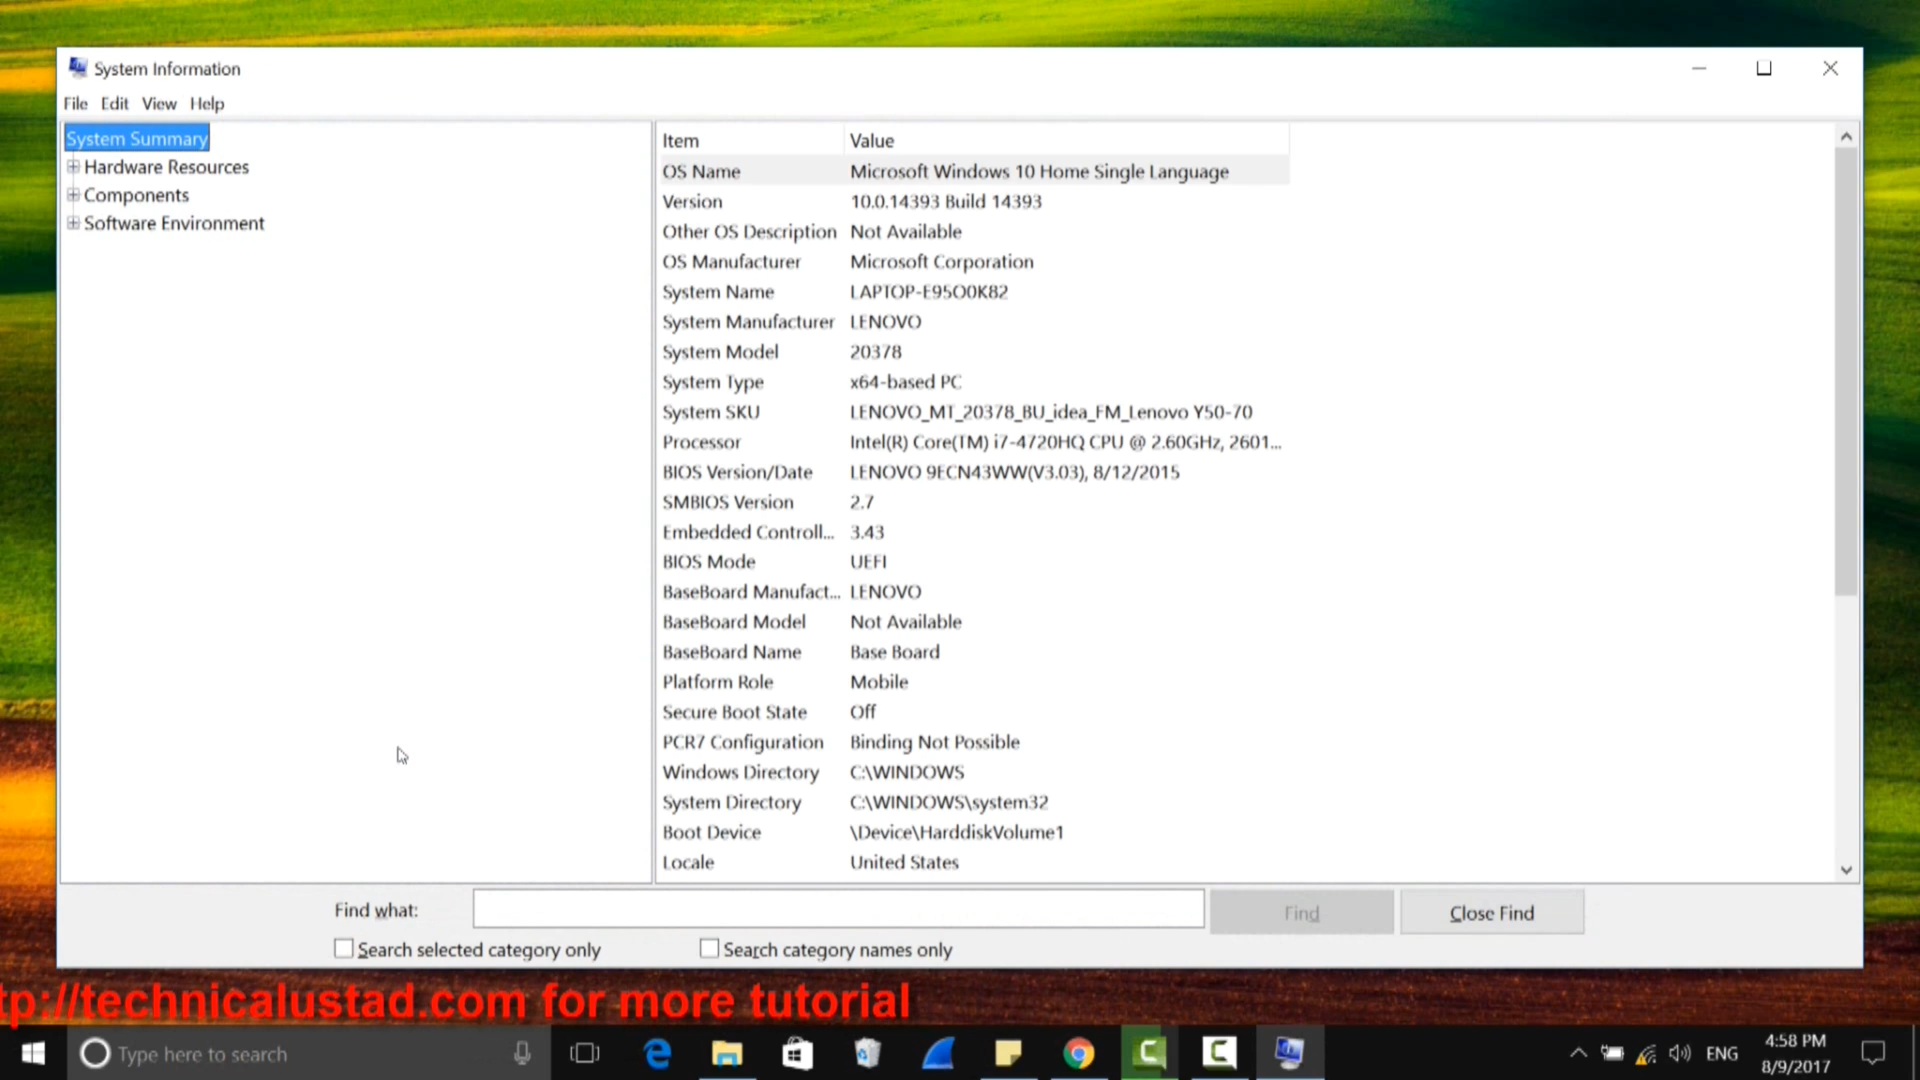 System Information
File Edit View Help
System Summary
Hardware Resources
Components
Software Environment
Item Value
OS Name Microsoft Windows 10 Home Single Language
Version 10.0.14393 Build 14393
Other OS Description Not Available
OS Manufacturer Microsoft Corporation
System Name LAPTOP-E95O0K82
System Manufacturer LENOVO
System Model 20378
System Type x64-based PC
System SKU LENOVO_MT_20378_BU_idea_FM_Lenovo Y50-70
Processor Intel(R) Core(TM) i7-4720HQ CPU @ 2.60GHz, 2601...
BIOS Version/Date LENOVO 9ECN43WW(V3.03), 8/12/2015
SMBIOS Version 2.7
Embedded Controll... 3.43
BIOS Mode UEFI
BaseBoard Manufact... LENOVO
BaseBoard Model Not Available
BaseBoard Name Base Board
Platform Role Mobile
Secure Boot State Off
PCR7 Configuration Binding Not Possible
Windows Directory C:\WINDOWS
System Directory C:\WINDOWS\system32
Boot Device \Device\HarddiskVolume1
Locale United States
Find what: Find Close Find
Search selected category only Search category names only
tp://technicalustad.com for more tutorial
Type here to search
ENG
4:58 PM
8/9/2017